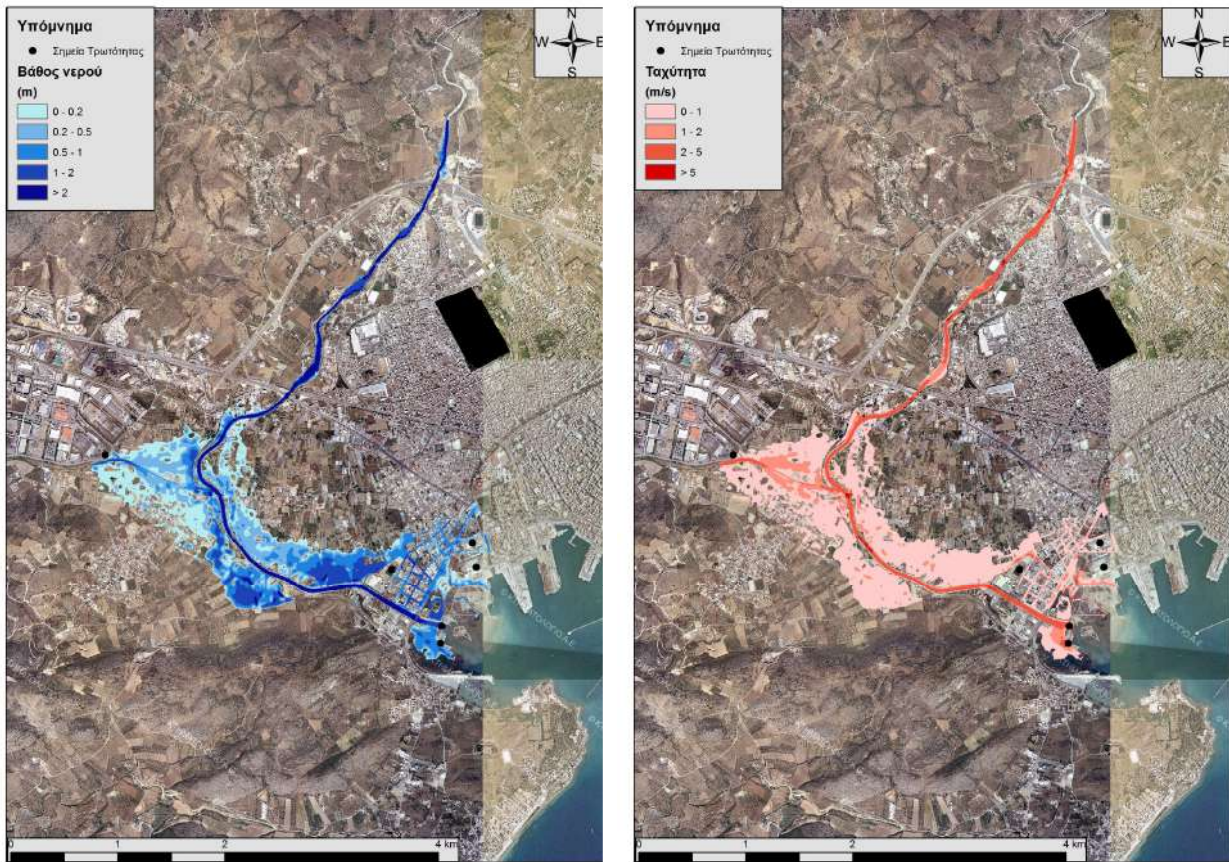 Υπόμνημα
● Σημεία Τρωτότητας
Βάθος νερού
(m)
0 - 0.2
0.2 - 0.5
0.5 - 1
1 - 2
> 2
N
W E
S
0 1 2 4 km
Υπόμνημα
● Σημεία Τρωτότητας
Ταχύτητα
(m/s)
0 - 1
1 - 2
2 - 5
> 5
N
W E
S
0 1 2 4 km